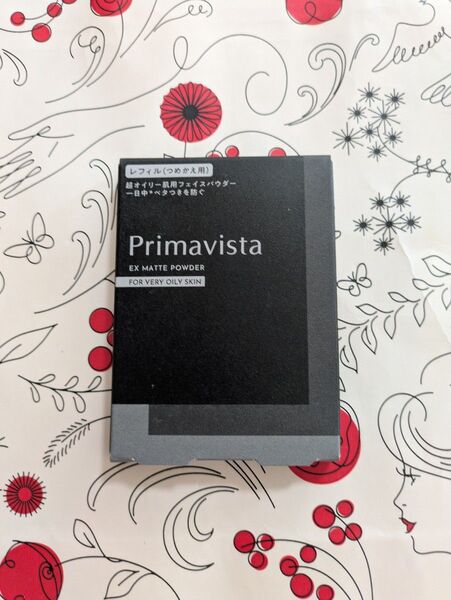 レフィル(つめかえ用)
超オイリー肌用フェイスパウダー
一日中*ベタつきを防ぐ
Primavista
EX MATTE POWDER
FOR VERY OILY SKIN